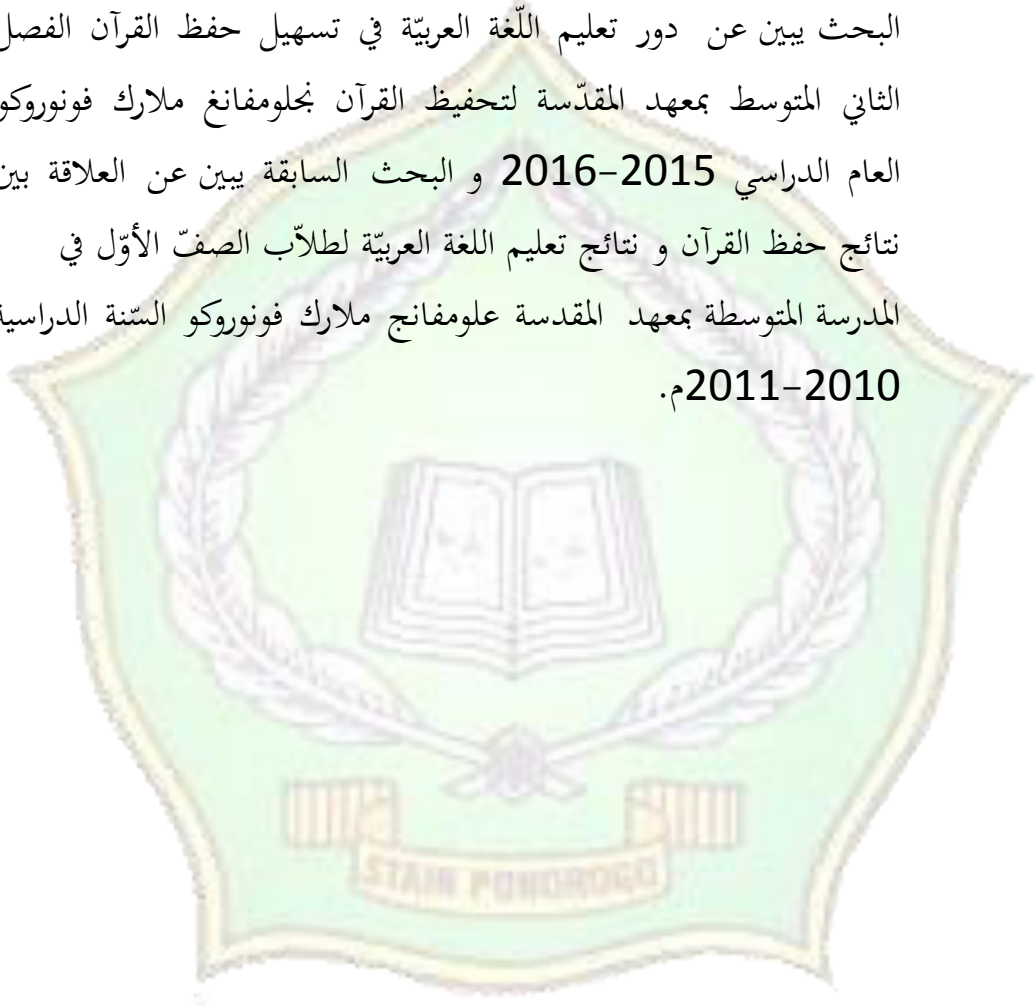 البحث يبين عن دور تعليم اللّغة العربيّة في تسهيل حفظ القرآن الفصل
الثاني المتوسط بمعهد المقدّسة لتحفيظ القرآن نجلومفانغ ملارك فونوروكو
العام الدراسي 2015-2016 و البحث السابقة يبين عن العلاقة بين
نتائج حفظ القرآن و نتائج تعليم اللغة العربيّة لطلاّب الصفّ الأوّل في
المدرسة المتوسطة بمعهد المقدسة علومفانج ملارك فونوروكو السّنة الدراسية
2010-2011م.
STAIN PONOROGO